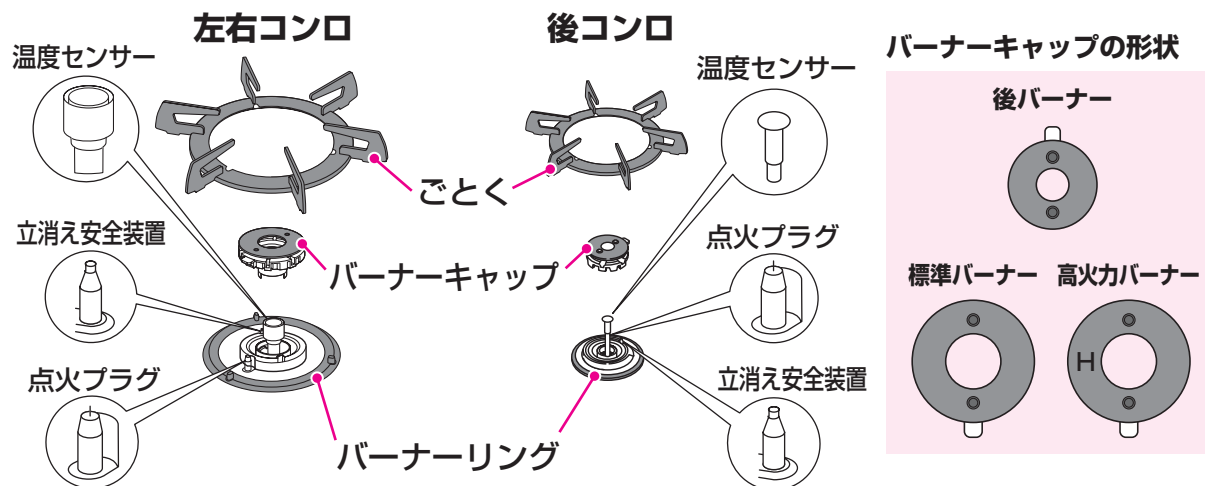 左右コンロ
温度センサー
立消え安全装置
点火プラグ
後コンロ
温度センサー
ごとく
バーナーキャップ
点火プラグ
立消え安全装置
バーナーリング
バーナーキャップの形状
後バーナー
標準バーナー
高火力バーナー
H